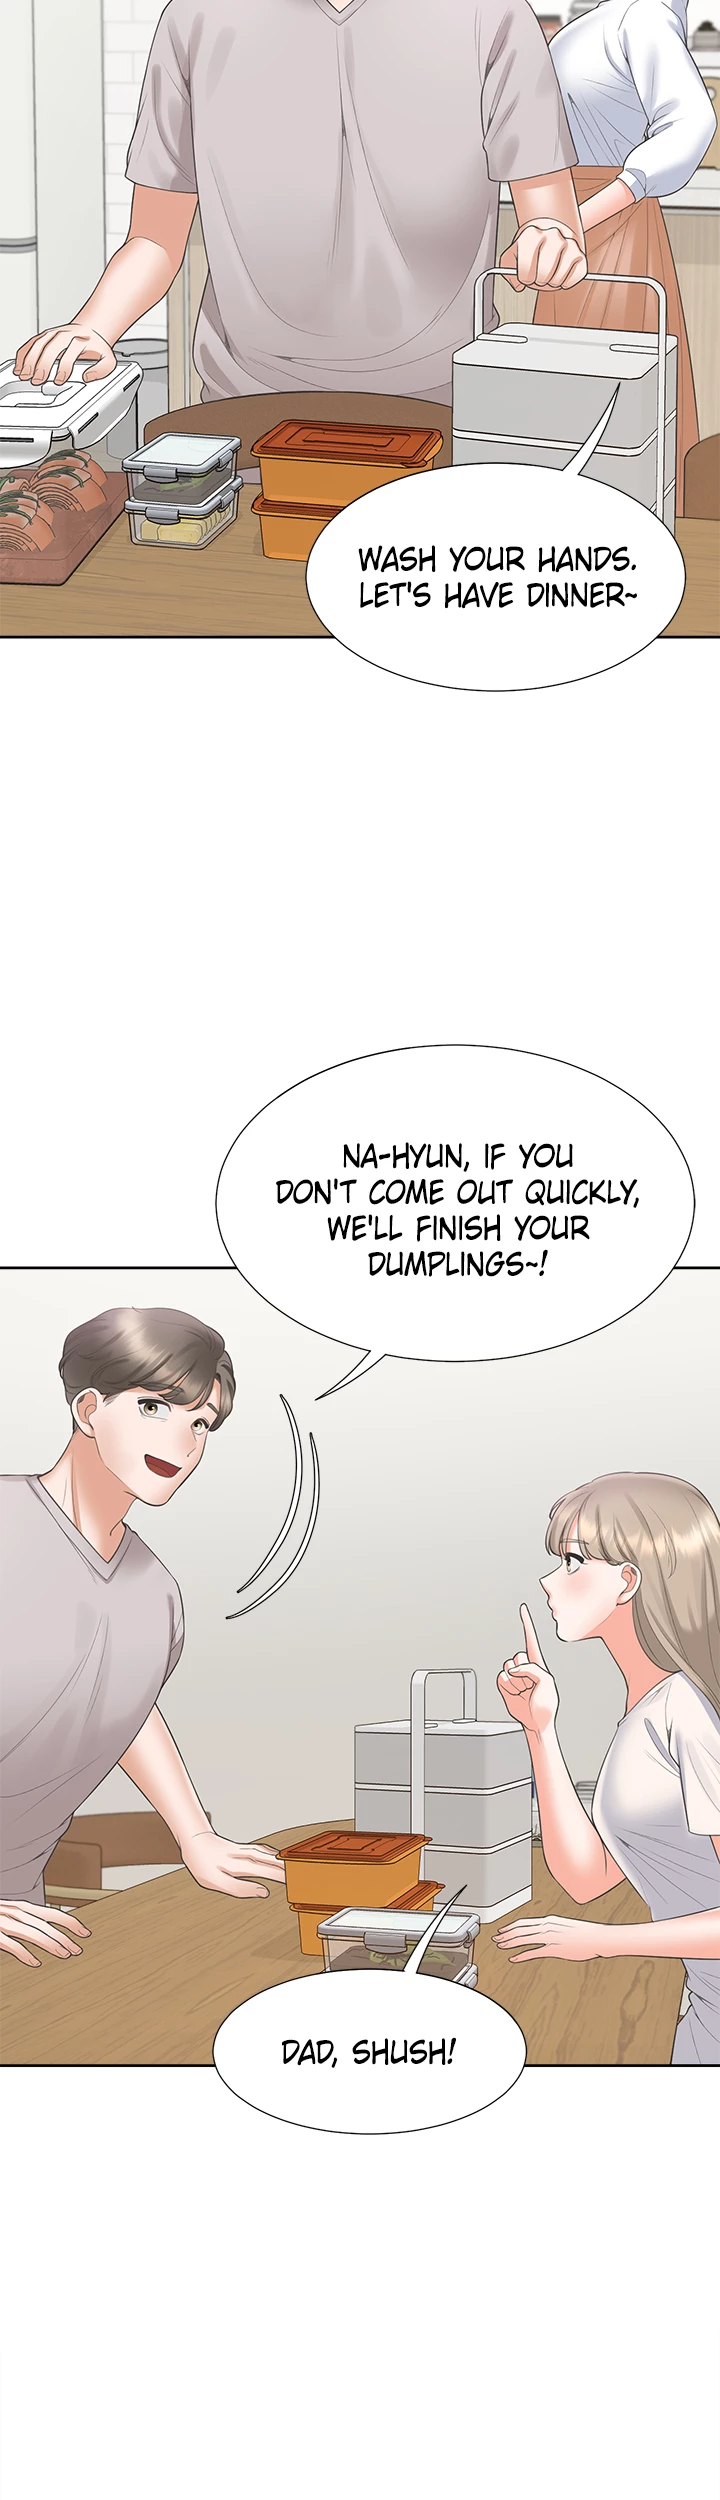 WASH YOUR HANDS.
LET'S HAVE DINNER~
NA-HYUN, IF YOU
DON'T COME OUT QUICKLY,
WE'LL FINISH YOUR
DUMPLINGS~!
DAD, SHUSH!